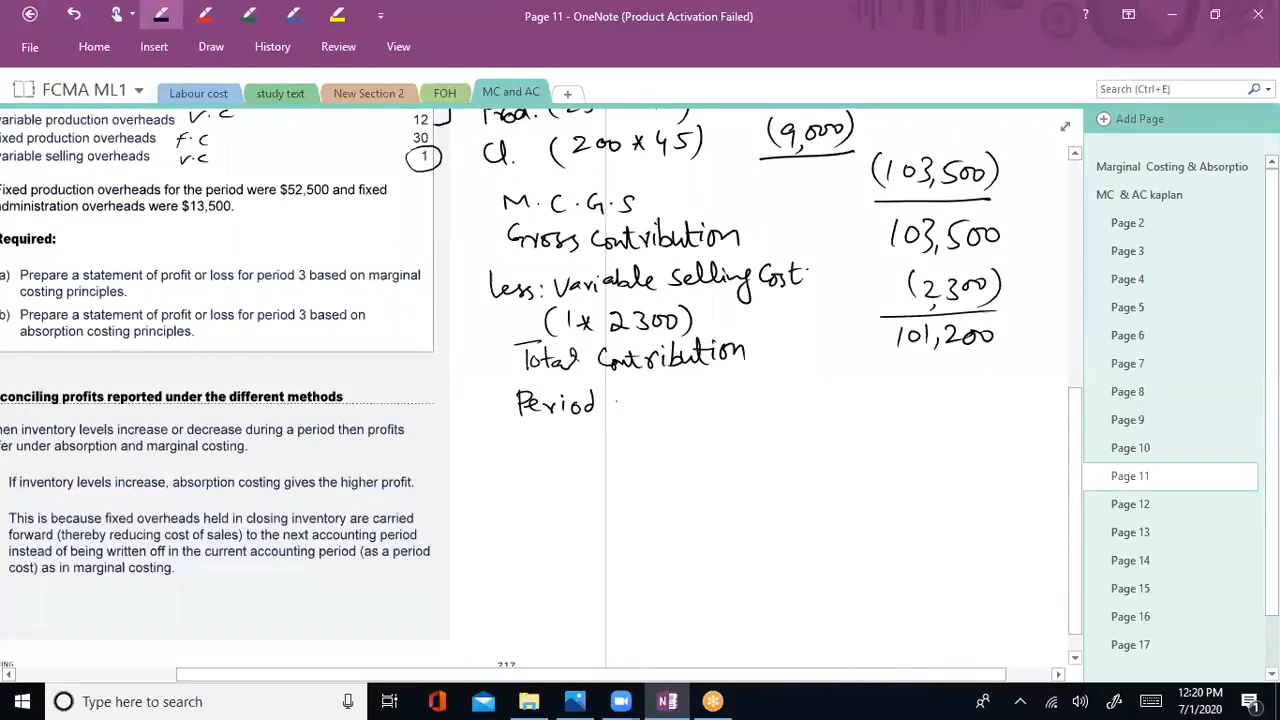 Page 11 - OneNote (Product Activation Failed)
File Home Insert Draw History Review View
FCMA ML1 Labour cost study text New Section 2 FOH MC and AC
Search (Ctrl+E)
variable production overheads v.c 12
ixed production overheads f.c 30
variable selling overheads v.c 1
Fixed production overheads for the period were $52,500 and fixed
administration overheads were $13,500.
Required:
a) Prepare a statement of profit or loss for period 3 based on marginal
costing principles.
b) Prepare a statement of profit or loss for period 3 based on
absorption costing principles.
conciling profits reported under the different methods
hen inventory levels increase or decrease during a period then profits
fer under absorption and marginal costing.
If inventory levels increase, absorption costing gives the higher profit.
This is because fixed overheads held in closing inventory are carried
forward (thereby reducing cost of sales) to the next accounting period
instead of being written off in the current accounting period (as a period
cost) as in marginal costing.
Cl. (200 * 45) (9,000)
(103,500)
M.C.G.S
Gross Contribution 103,500
less: Variable Selling Cost. (2,300)
(1 * 2300)
101,200
Total Contribution
Period
Add Page
Marginal Costing & Absorptio
MC & AC kaplan
Page 2
Page 3
Page 4
Page 5
Page 6
Page 7
Page 8
Page 9
Page 10
Page 11
Page 12
Page 13
Page 14
Page 15
Page 16
Page 17
Type here to search
12:20 PM
7/1/2020